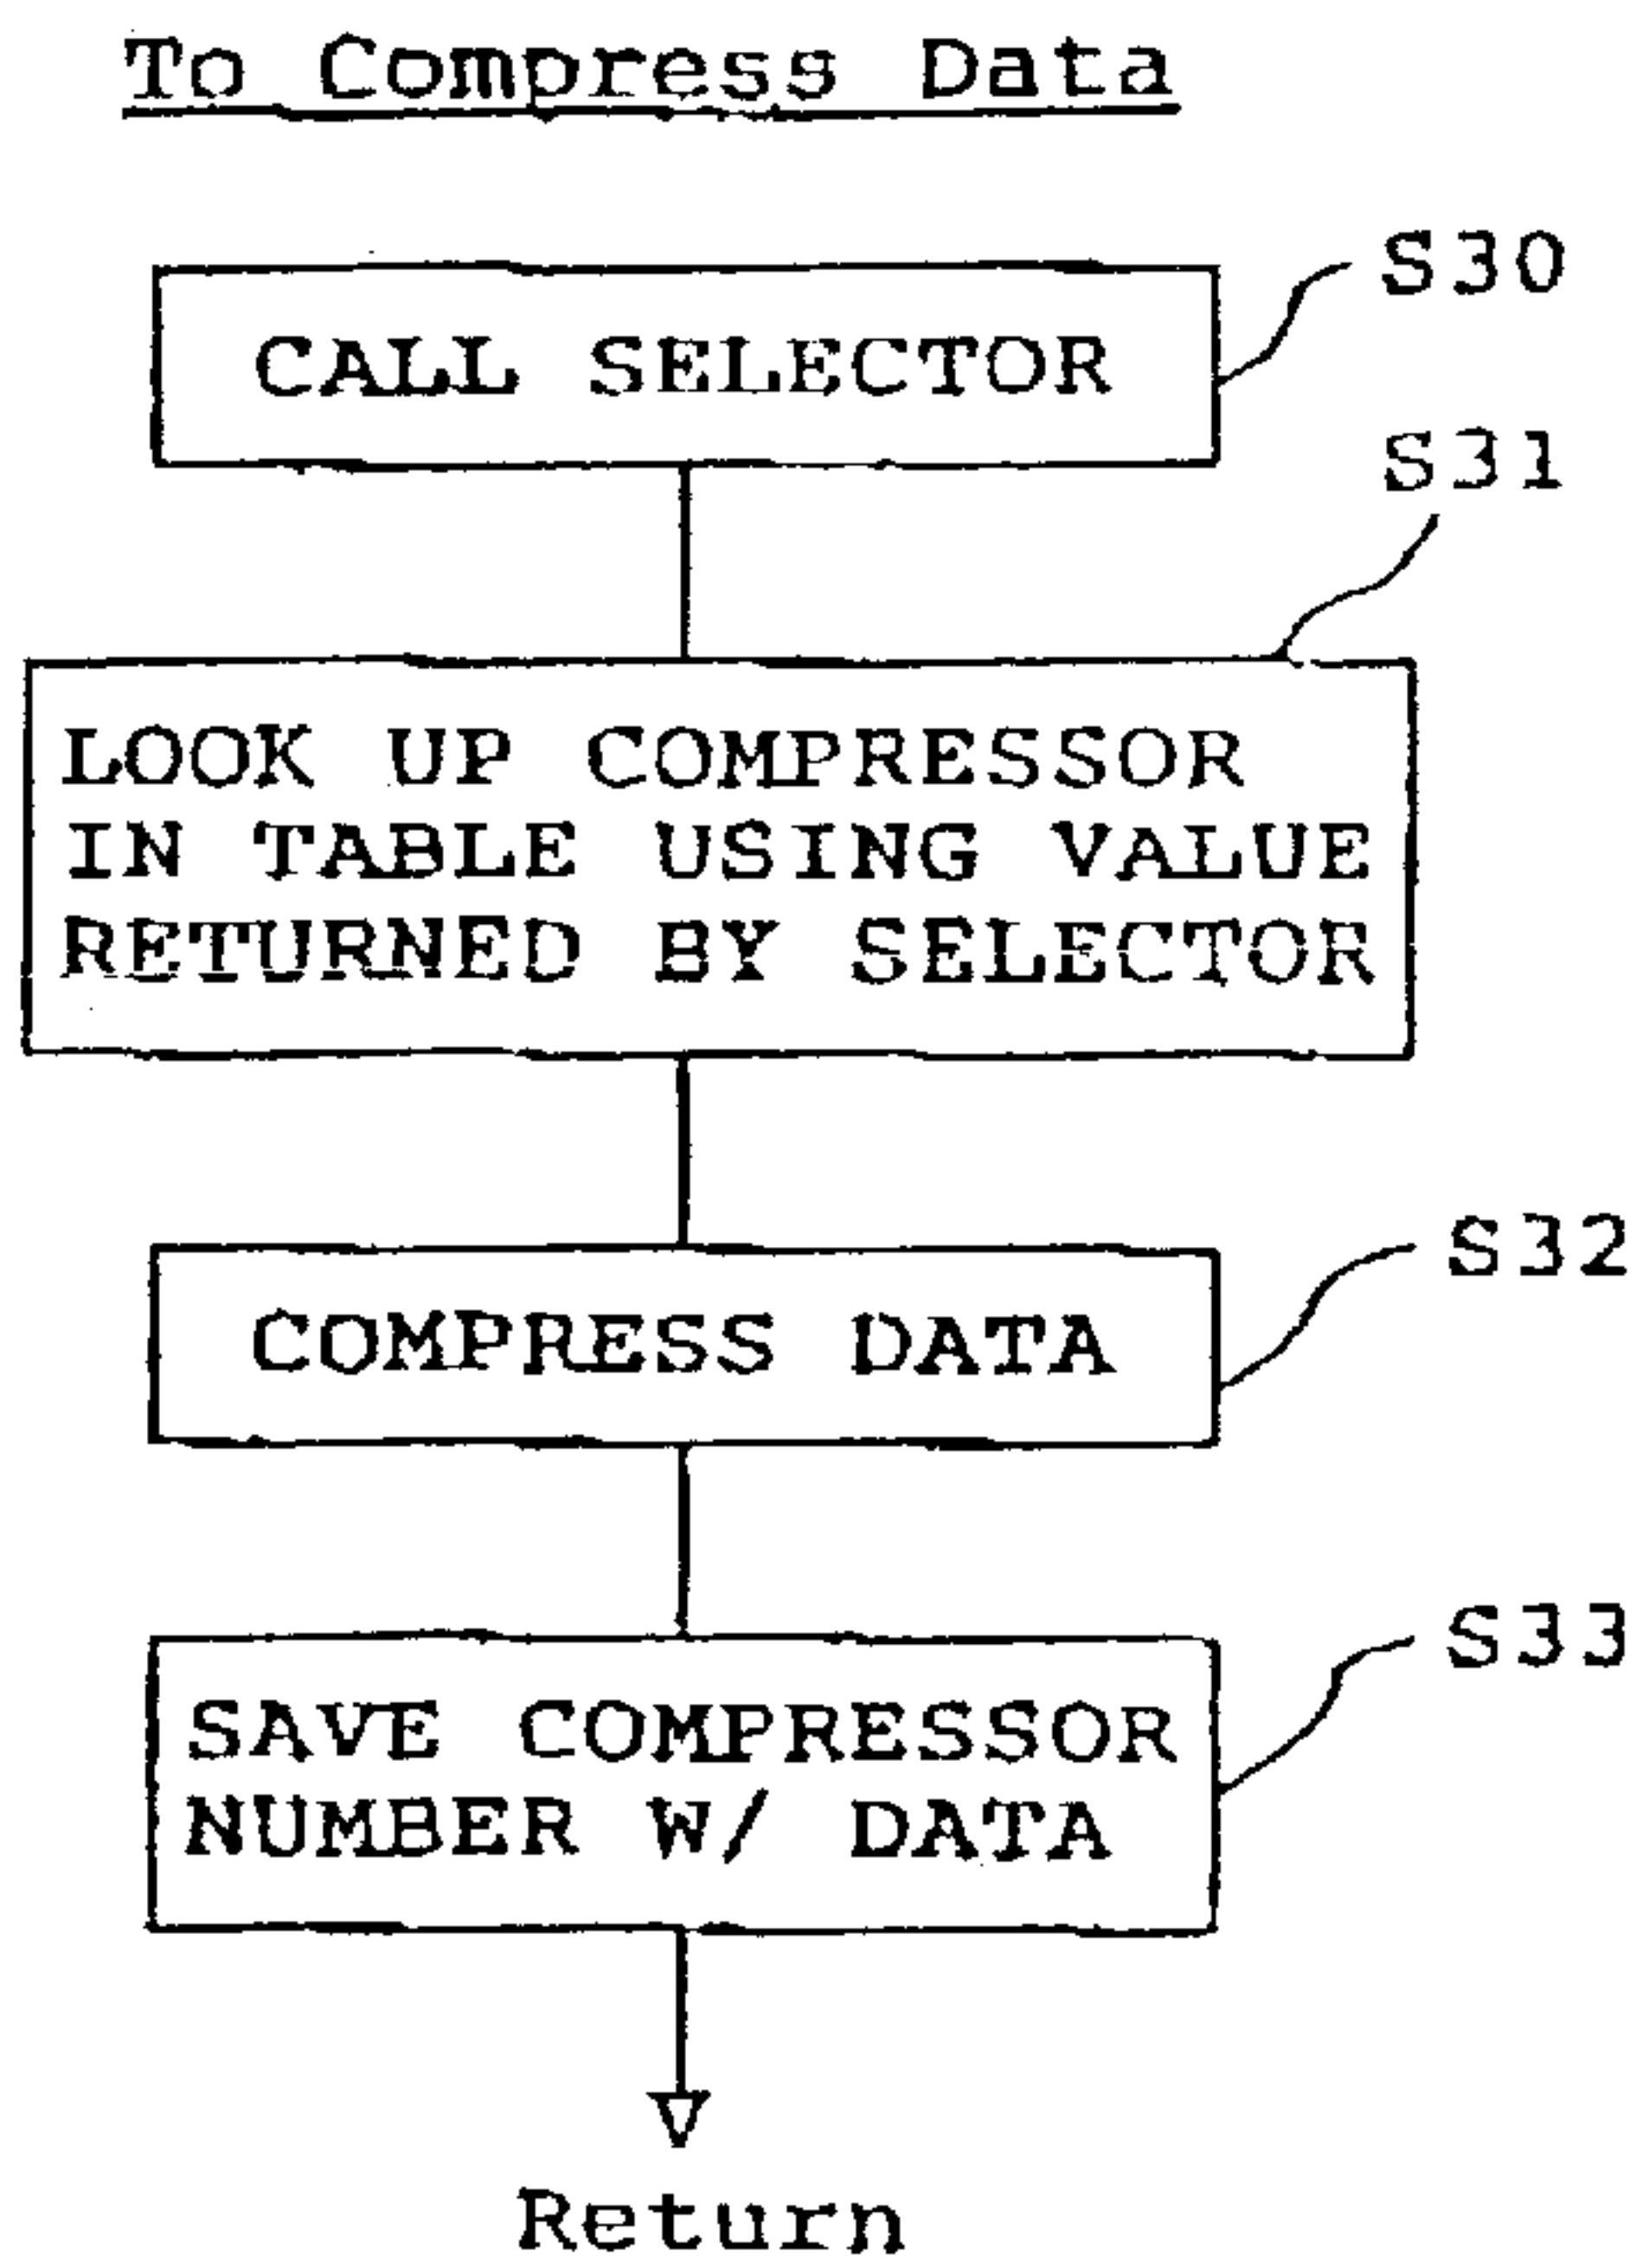 To Compress Data
S30
CALL SELECTOR
S31
LOOK UP COMPRESSOR
IN TABLE USING VALUE
RETURNED BY SELECTOR
S32
COMPRESS DATA
S33
SAVE COMPRESSOR
NUMBER W/ DATA
Return